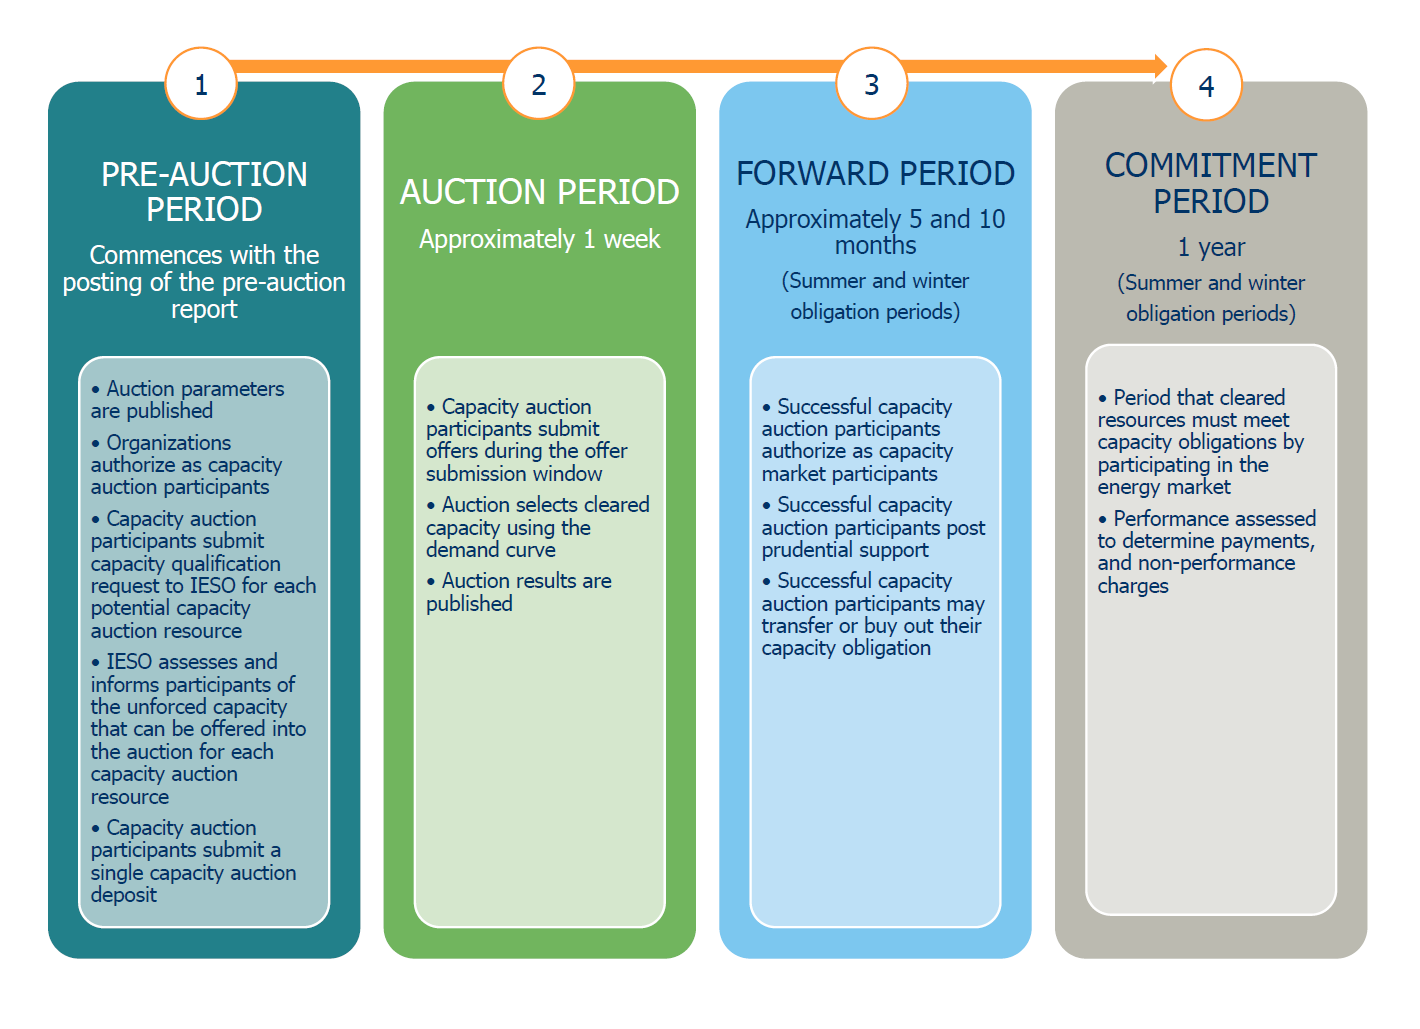 1
PRE-AUCTION
PERIOD
Commences with the
posting of the pre-auction
report
• Auction parameters
are published
• Organizations
authorize as capacity
auction participants
• Capacity auction
participants submit
capacity qualification
request to IESO for each
potential capacity
auction resource
• IESO assesses and
informs participants of
the unforced capacity
that can be offered into
the auction for each
capacity auction
resource
• Capacity auction
participants submit a
single capacity auction
deposit
2
AUCTION PERIOD
Approximately 1 week
• Capacity auction
participants submit
offers during the offer
submission window
• Auction selects cleared
capacity using the
demand curve
• Auction results are
published
3
FORWARD PERIOD
Approximately 5 and 10
months
(Summer and winter
obligation periods)
• Successful capacity
auction participants
authorize as capacity
market participants
• Successful capacity
auction participants post
prudential support
• Successful capacity
auction participants may
transfer or buy out their
capacity obligation
4
COMMITMENT
PERIOD
1 year
(Summer and winter
obligation periods)
• Period that cleared
resources must meet
capacity obligations by
participating in the
energy market
• Performance assessed
to determine payments,
and non-performance
charges